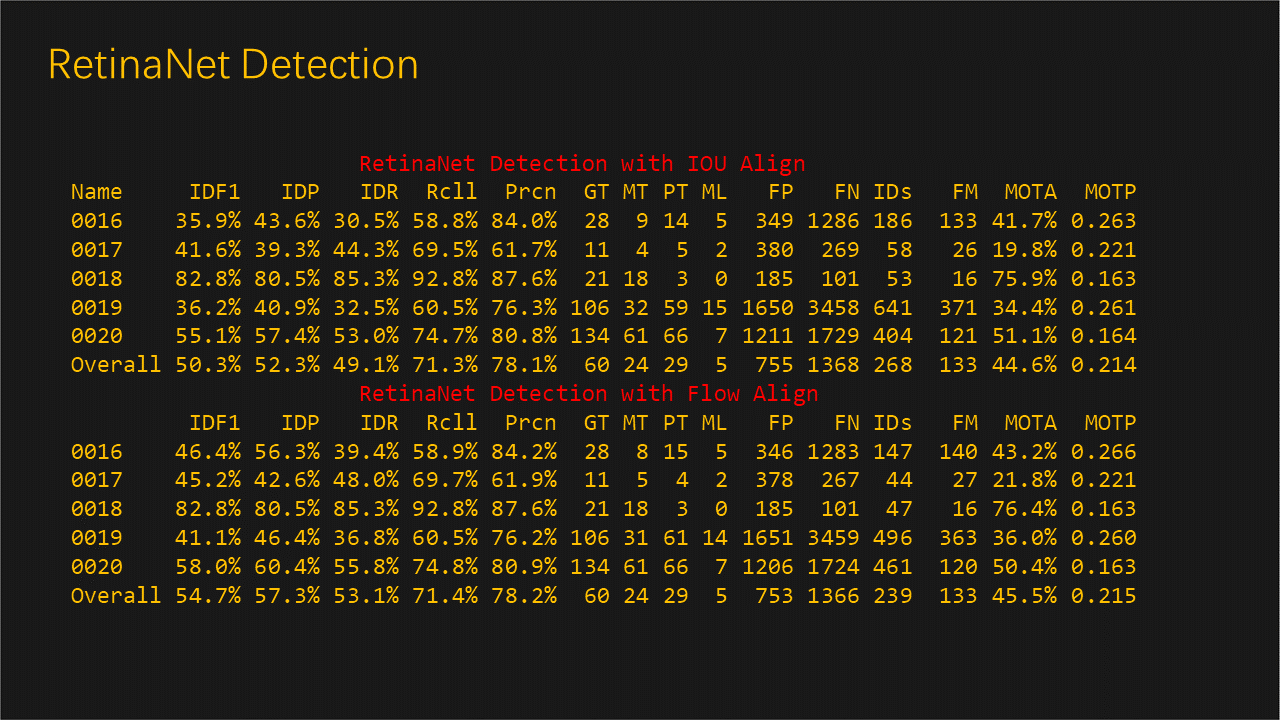 RetinaNet Detection
RetinaNet Detection with IOU Align
Name IDF1 IDP IDR Rcll Prcn GT MT PT ML FP FN IDs FM MOTA MOTP
0016 35.9% 43.6% 30.5% 58.8% 84.0% 28 9 14 5 349 1286 186 133 41.7% 0.263
0017 41.6% 39.3% 44.3% 69.5% 61.7% 11 4 5 2 380 269 58 26 19.8% 0.221
0018 82.8% 80.5% 85.3% 92.8% 87.6% 21 18 3 0 185 101 53 16 75.9% 0.163
0019 36.2% 40.9% 32.5% 60.5% 76.3% 106 32 59 15 1650 3458 641 371 34.4% 0.261
0020 55.1% 57.4% 53.0% 74.7% 80.8% 134 61 66 7 1211 1729 404 121 51.1% 0.164
Overall 50.3% 52.3% 49.1% 71.3% 78.1% 60 24 29 5 755 1368 268 133 44.6% 0.214
RetinaNet Detection with Flow Align
IDF1 IDP IDR Rcll Prcn GT MT PT ML FP FN IDs FM MOTA MOTP
0016 46.4% 56.3% 39.4% 58.9% 84.2% 28 8 15 5 346 1283 147 140 43.2% 0.266
0017 45.2% 42.6% 48.0% 69.7% 61.9% 11 5 4 2 378 267 44 27 21.8% 0.221
0018 82.8% 80.5% 85.3% 92.8% 87.6% 21 18 3 0 185 101 47 16 76.4% 0.163
0019 41.1% 46.4% 36.8% 60.5% 76.2% 106 31 61 14 1651 3459 496 363 36.0% 0.260
0020 58.0% 60.4% 55.8% 74.8% 80.9% 134 61 66 7 1206 1724 461 120 50.4% 0.163
Overall 54.7% 57.3% 53.1% 71.4% 78.2% 60 24 29 5 753 1366 239 133 45.5% 0.215